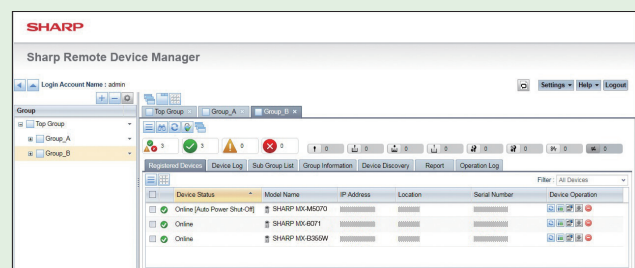 SHARP
Sharp Remote Device Manager
Login Account Name : admin
Settings Help Logout
Group
Top Group
Group_A
Group_B
Top Group Group_A Group_B ×
3 3 0 0 0 0 0 0 0 0 0 0
Registered Devices Device Log Sub Group List Group Information Device Discovery Report Operation Log
Filter : All Devices
Device Status Model Name IP Address Location Serial Number Device Operation
Online [Auto Power Shut-Off] SHARP MX-M5070
Online SHARP MX-6071
Online SHARP MX-B355W